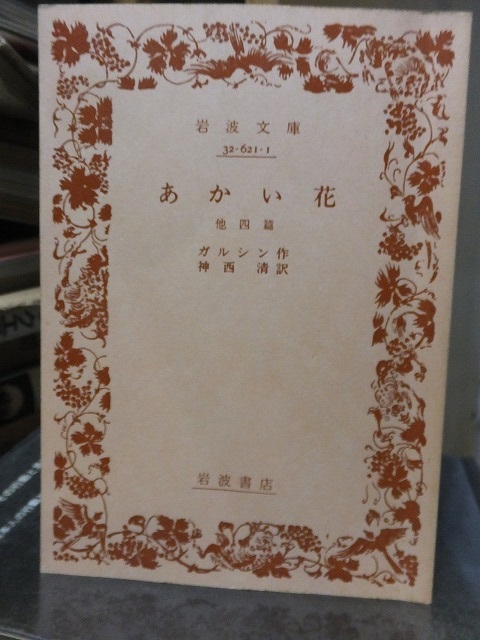 岩波文庫
32-621-1
あかい花
他四篇
ガルシン作
神西清訳
岩波書店